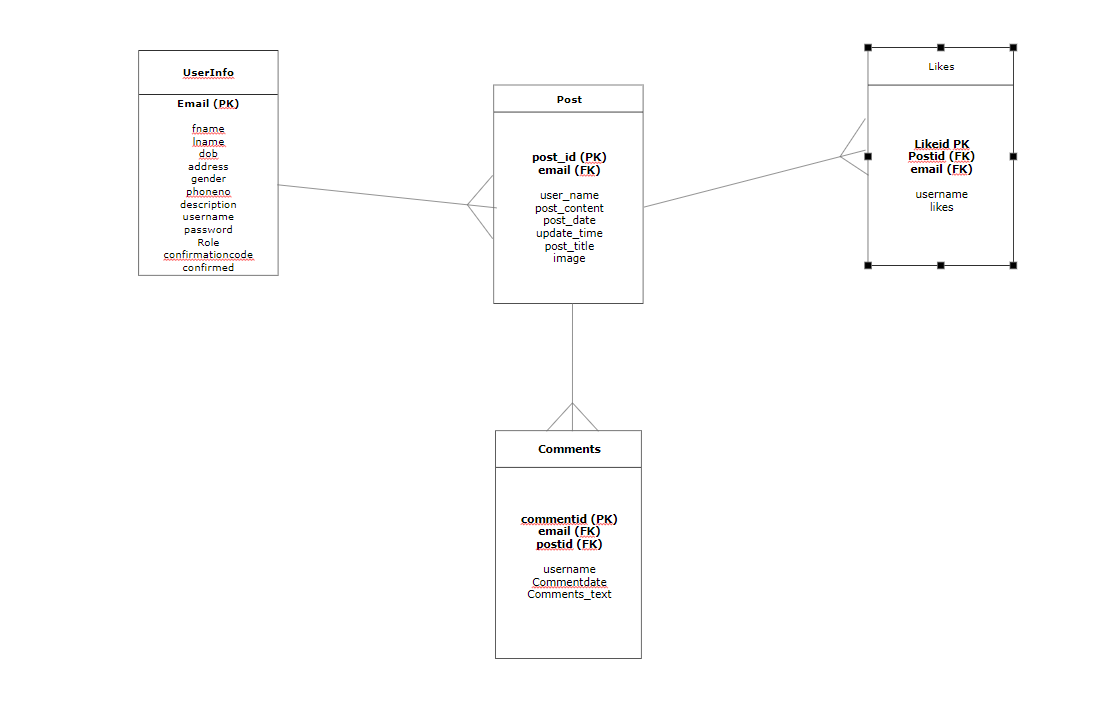 UserInfo
Email (PK)
fname
lname
dob
address
gender
phoneno
description
username
password
Role
confirmationcode
confirmed
Post
post_id (PK)
email (FK)
user_name
post_content
post_date
update_time
post_title
image
Likes
Likeid PK
Postid (FK)
email (FK)
username
likes
Comments
commentid (PK)
email (FK)
postid (FK)
username
Commentdate
Comments_text